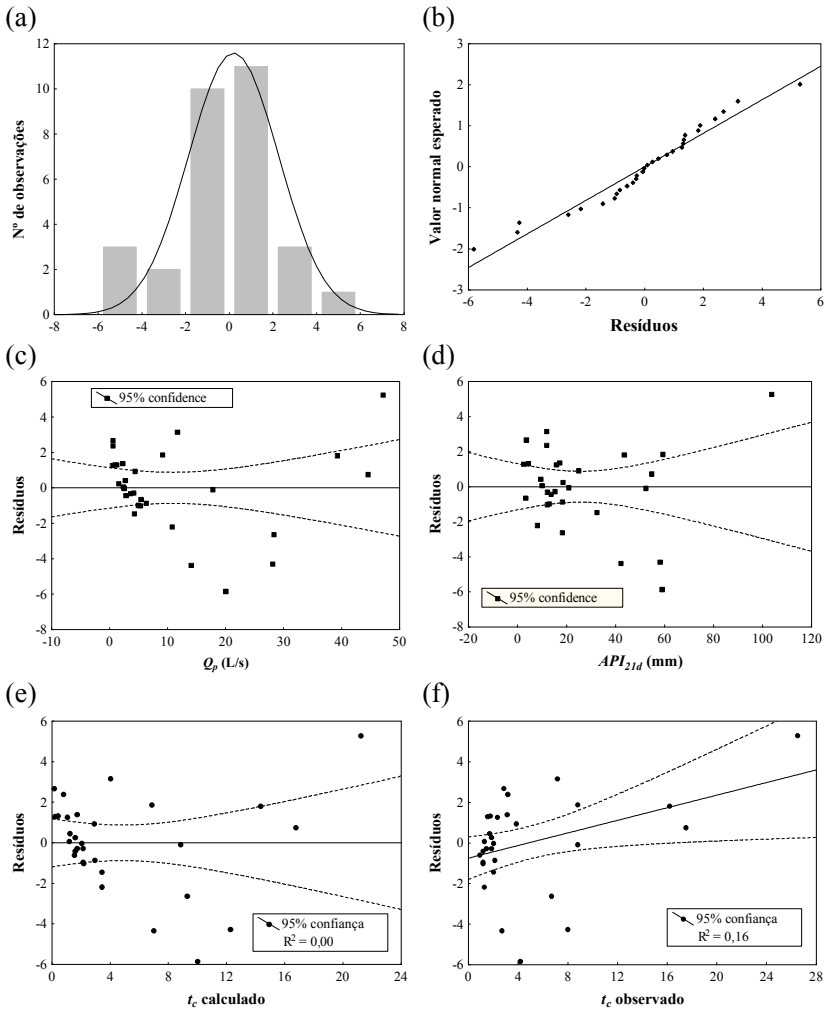 (a)
12
10
8
6
4
2
0
Nº de observações
-8 -6 -4 -2 0 2 4 6 8
(b)
3
2
1
0
-1
-2
-3
Valor normal esperado
-6 -4 -2 0 2 4 6
Resíduos
(c)
95% confidence
6
4
2
0
-2
-4
-6
-8
Resíduos
-10 0 10 20 30 40 50
Qp (L/s)
(d)
6
4
2
0
-2
-4
-6
-8
Resíduos
95% confidence
-20 0 20 40 60 80 100 120
API21d (mm)
(e)
6
4
2
0
-2
-4
-6
Resíduos
95% confiança
R² = 0,00
0 4 8 12 16 20 24
tc calculado
(f)
6
4
2
0
-2
-4
-6
Resíduos
95% confiança
R² = 0,16
0 4 8 12 16 20 24 28
tc observado